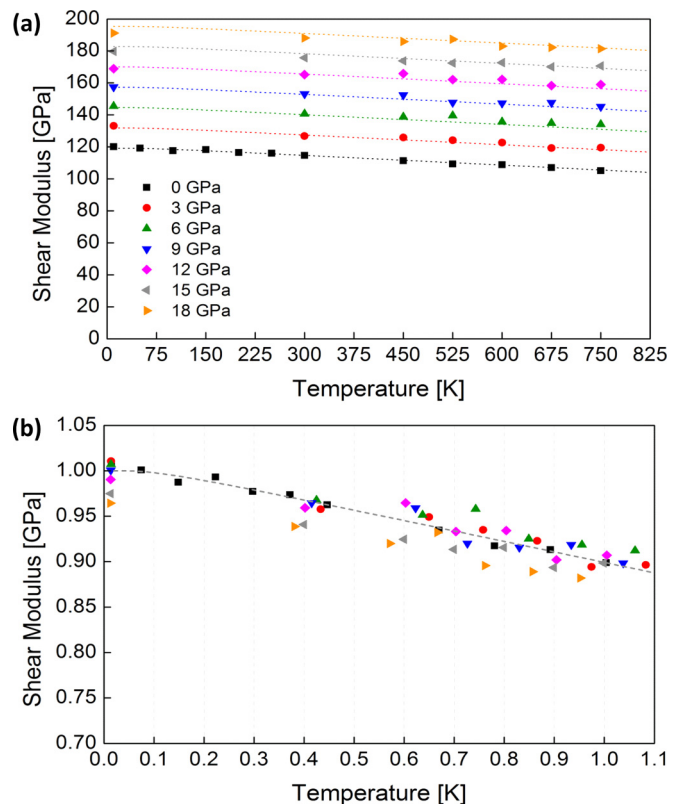 (a)
Shear Modulus [GPa]
200
180
160
140
120
100
80
60
40
20
0
0 GPa
3 GPa
6 GPa
9 GPa
12 GPa
15 GPa
18 GPa
0 75 150 225 300 375 450 525 600 675 750 825
Temperature [K]
(b)
Shear Modulus [GPa]
1.05
1.00
0.95
0.90
0.85
0.80
0.75
0.70
0.0 0.1 0.2 0.3 0.4 0.5 0.6 0.7 0.8 0.9 1.0 1.1
Temperature [K]